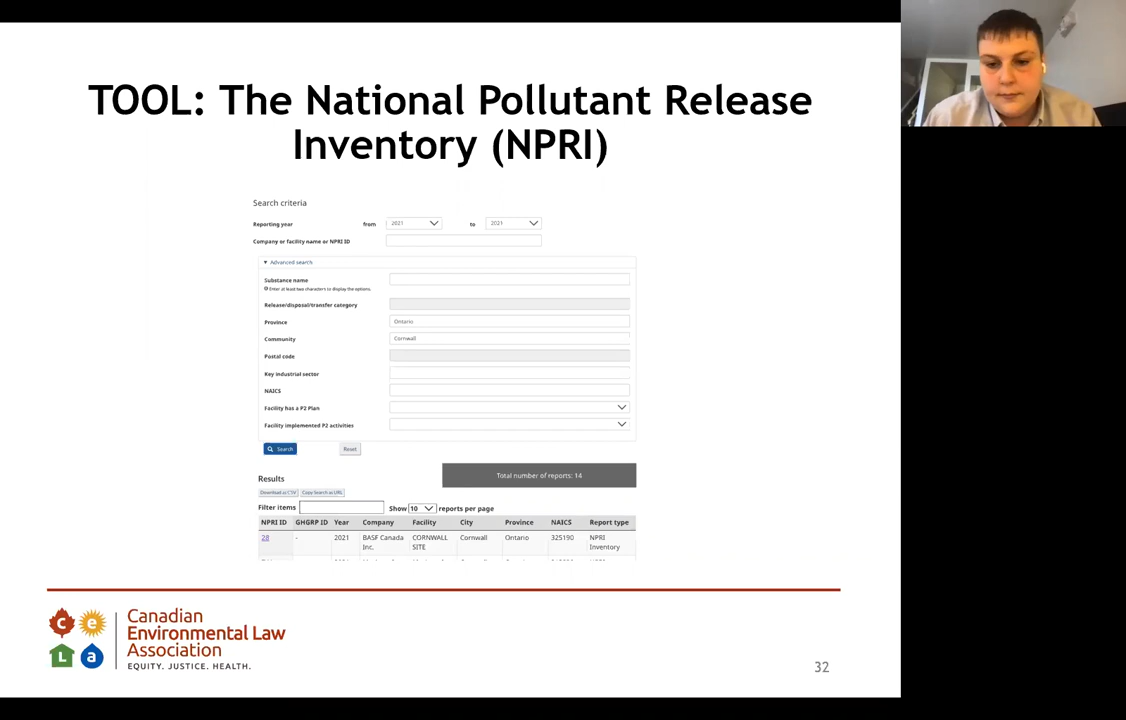 TOOL: The National Pollutant Release
Inventory (NPRI)
Search criteria
Reporting year from 2021 to 2021
Company or facility name or NPRI ID
Advanced search
Substance name
Enter at least two characters to display the options.
Release/disposal/transfer category
Province Ontario
Community Cornwall
Postal code
Key industrial sector
NAICS
Facility has a P2 Plan
Facility implemented P2 activities
Search Reset
Total number of reports: 14
Results
Download as CSV Copy Search as URL
Filter items Show 10 reports per page
NPRI ID GHGRP ID Year Company Facility City Province NAICS Report type
28 - 2021 BASF Canada Inc. CORNWALL SITE Cornwall Ontario 325190 NPRI Inventory
c e L a
Canadian
Environmental Law
Association
EQUITY. JUSTICE. HEALTH.
32